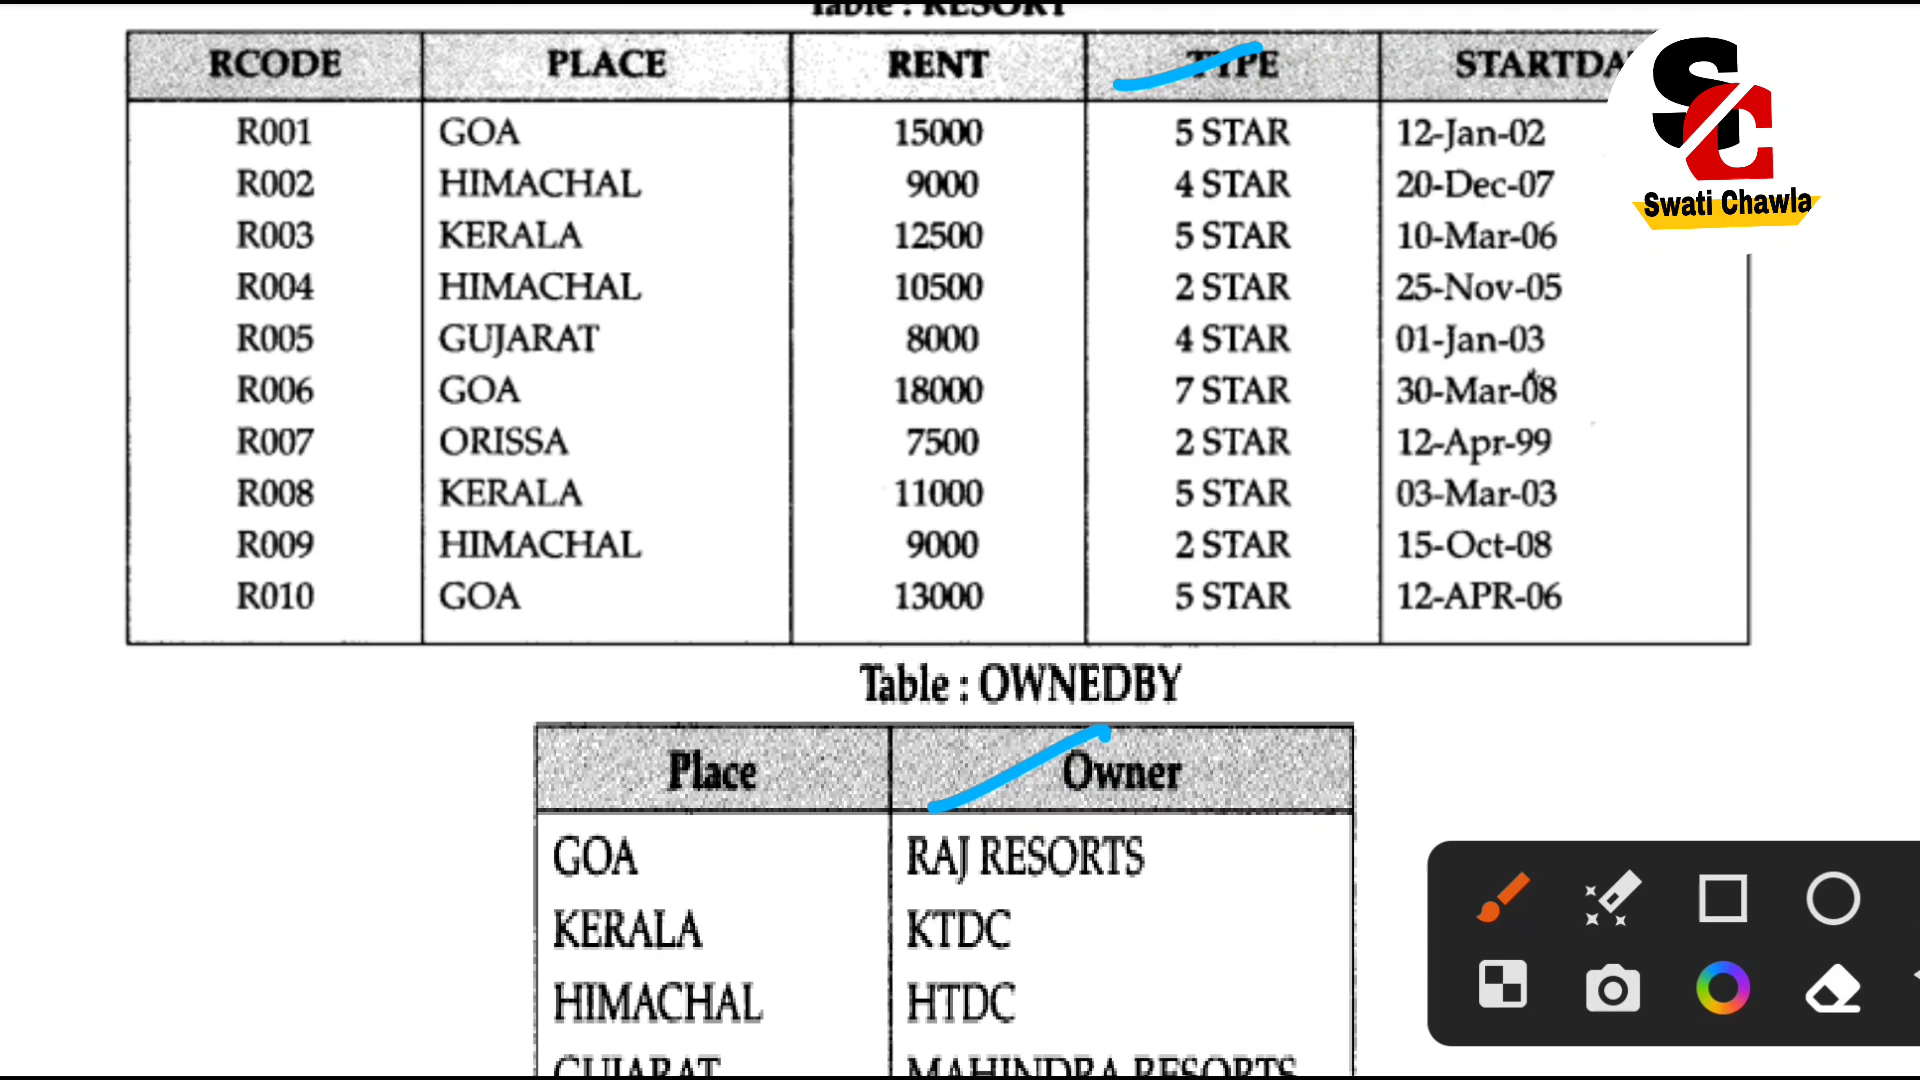 Table : RESORT
RCODE PLACE RENT TYPE STARTDA
R001 GOA 15000 5 STAR 12-Jan-02
R002 HIMACHAL 9000 4 STAR 20-Dec-07
R003 KERALA 12500 5 STAR 10-Mar-06
R004 HIMACHAL 10500 2 STAR 25-Nov-05
R005 GUJARAT 8000 4 STAR 01-Jan-03
R006 GOA 18000 7 STAR 30-Mar-08
R007 ORISSA 7500 2 STAR 12-Apr-99
R008 KERALA 11000 5 STAR 03-Mar-03
R009 HIMACHAL 9000 2 STAR 15-Oct-08
R010 GOA 13000 5 STAR 12-APR-06
SC
Swati Chawla
Table : OWNEDBY
Place Owner
GOA RAJ RESORTS
KERALA KTDC
HIMACHAL HTDC
GUJARAT MAHINDRA RESORTS